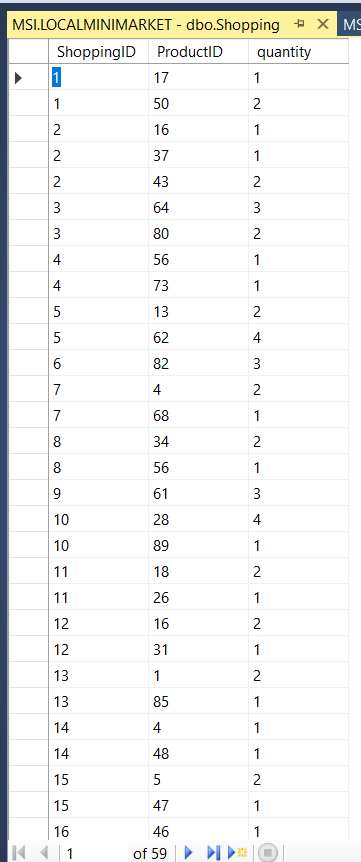 MSI.LOCALMINIMARKET - dbo.Shopping
MS
ShoppingID ProductID quantity
1 17 1
1 50 2
2 16 1
2 37 1
2 43 2
3 64 3
3 80 2
4 56 1
4 73 1
5 13 2
5 62 4
6 82 3
7 4 2
7 68 1
8 34 2
8 56 1
9 61 3
10 28 4
10 89 1
11 18 2
11 26 1
12 16 2
12 31 1
13 1 2
13 85 1
14 4 1
14 48 1
15 5 2
15 47 1
16 46 1
1 of 59